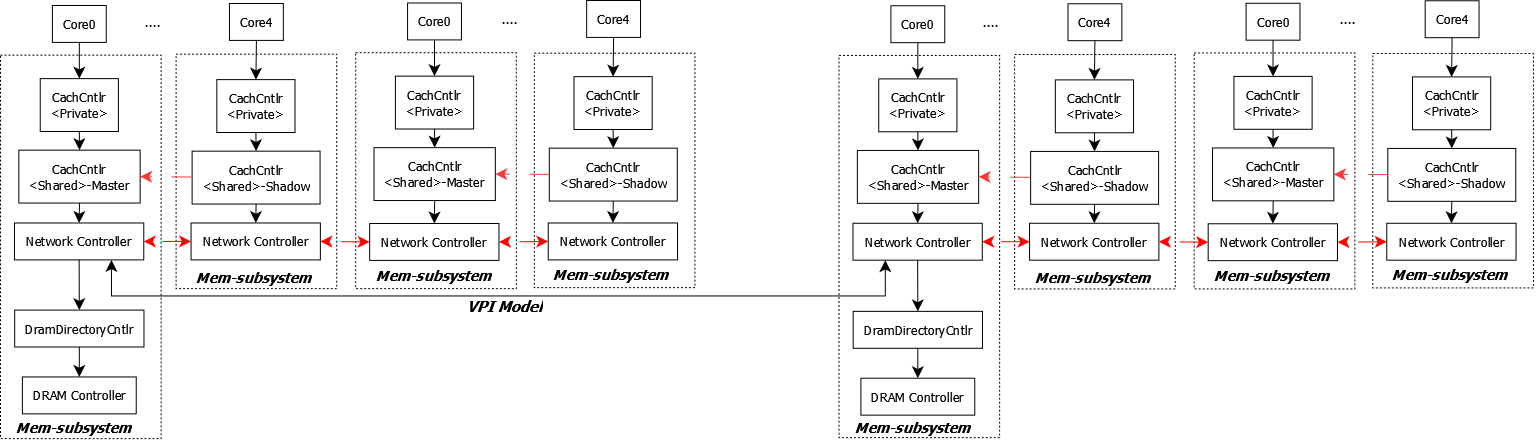 Core0
....
Core4
Core0
....
Core4
Core0
....
Core4
Core0
....
Core4
CachCntlr
<Private>
CachCntlr
<Private>
CachCntlr
<Private>
CachCntlr
<Private>
CachCntlr
<Private>
CachCntlr
<Private>
CachCntlr
<Private>
CachCntlr
<Private>
CachCntlr
<Shared>-Master
CachCntlr
<Shared>-Shadow
CachCntlr
<Shared>-Master
CachCntlr
<Shared>-Shadow
CachCntlr
<Shared>-Master
CachCntlr
<Shared>-Shadow
CachCntlr
<Shared>-Master
CachCntlr
<Shared>-Shadow
Network Controller
Network Controller
Network Controller
Network Controller
Network Controller
Network Controller
Network Controller
Network Controller
Mem-subsystem
Mem-subsystem
Mem-subsystem
Mem-subsystem
Mem-subsystem
Mem-subsystem
VPI Model
DramDirectoryCntlr
DramDirectoryCntlr
DRAM Controller
DRAM Controller
Mem-subsystem
Mem-subsystem